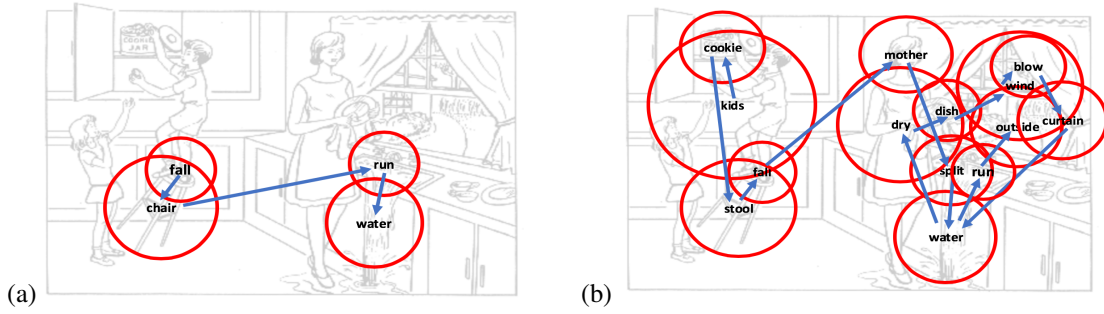 COOKIE
JAR
fall
chair
run
water
(a)
cookie
kids
fall
stool
mother
blow
wind
dish
dry
outside
curtain
split
run
water
(b)